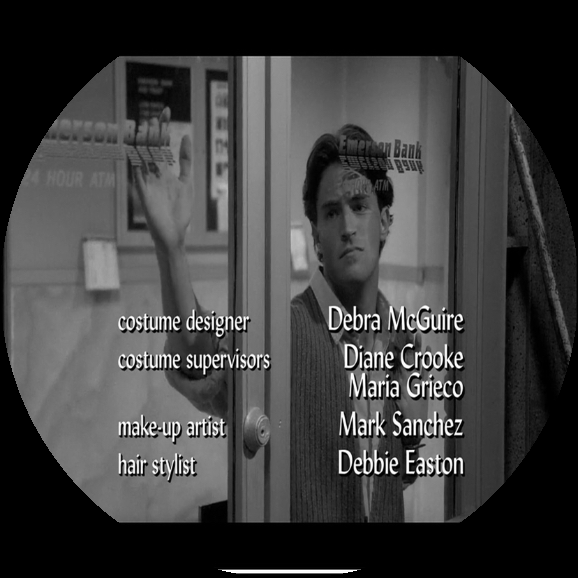 Emerson Bank
24 HOUR ATM
Emerson Bank
ATM
costume designer Debra McGuire
costume supervisors Diane Crooke
Maria Grieco
make-up artist Mark Sanchez
hair stylist Debbie Easton